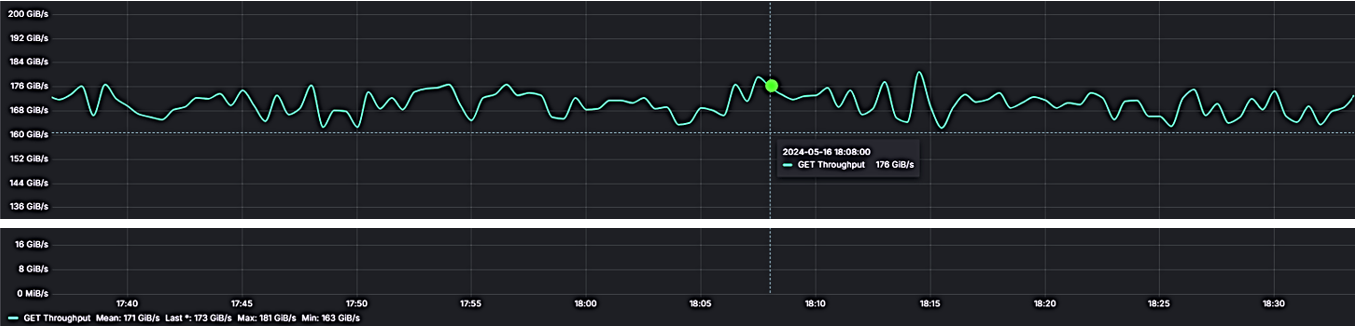 200 GiB/s
192 GiB/s
184 GiB/s
176 GiB/s
168 GiB/s
160 GiB/s
152 GiB/s
144 GiB/s
136 GiB/s
2024-05-16 18:08:00
GET Throughput 176 GiB/s
16 GiB/s
8 GiB/s
0 MiB/s
17:40 17:45 17:50 17:55 18:00 18:05 18:10 18:15 18:20 18:25 18:30
GET Throughput Mean: 171 GiB/s Last *: 173 GiB/s Max: 181 GiB/s Min: 163 GiB/s